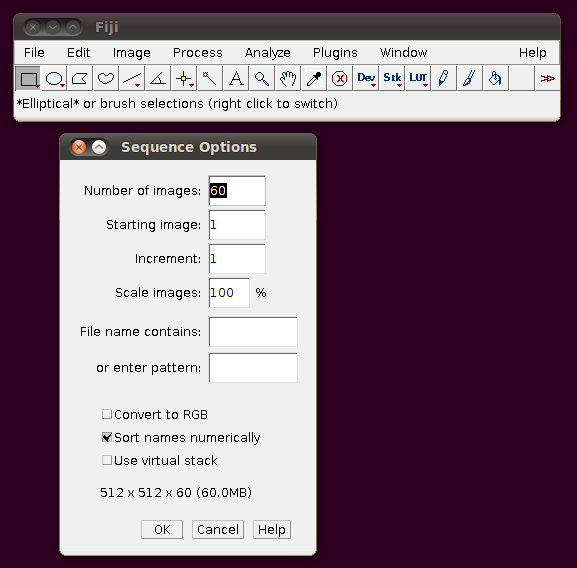 Fiji
File Edit Image Process Analyze Plugins Window Help
A Dev Stk LUT >>
*Elliptical* or brush selections (right click to switch)
Sequence Options
Number of images: 60
Starting image: 1
Increment: 1
Scale images: 100 %
File name contains:
or enter pattern:
Convert to RGB
Sort names numerically
Use virtual stack
512 x 512 x 60 (60.0MB)
OK Cancel Help